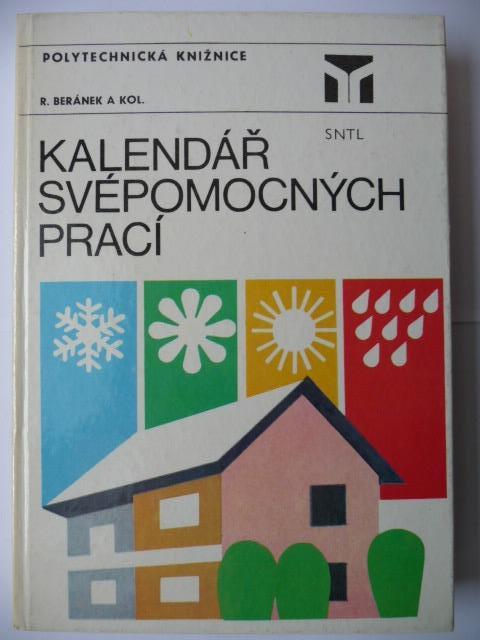 POLYTECHNICKÁ KNIŽNICE
R. BERÁNEK A KOL.
SNTL
KALENDÁŘ
SVÉPOMOCNÝCH
PRACÍ